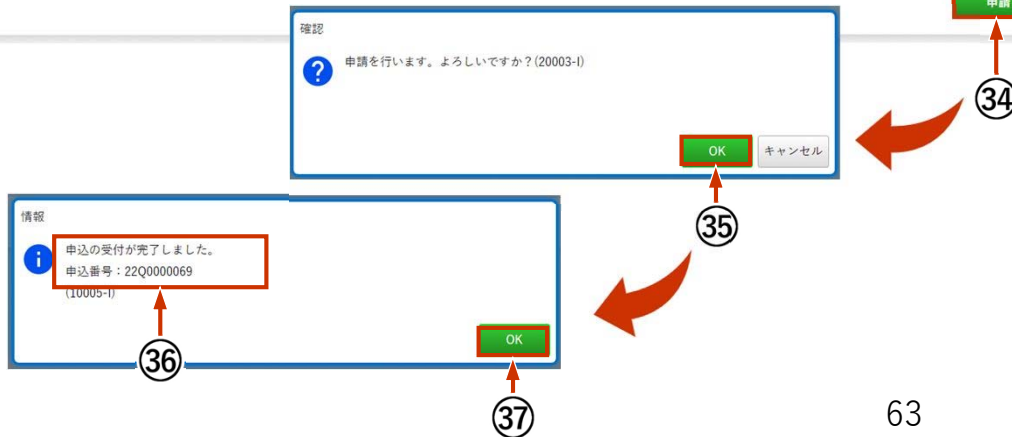 申請
㉞
確認
申請を行います。よろしいですか？(20003-I)
OK キャンセル
㉟
情報
申込の受付が完了しました。
申込番号：22Q0000069
(10005-I)
OK
㊱
㊲
63